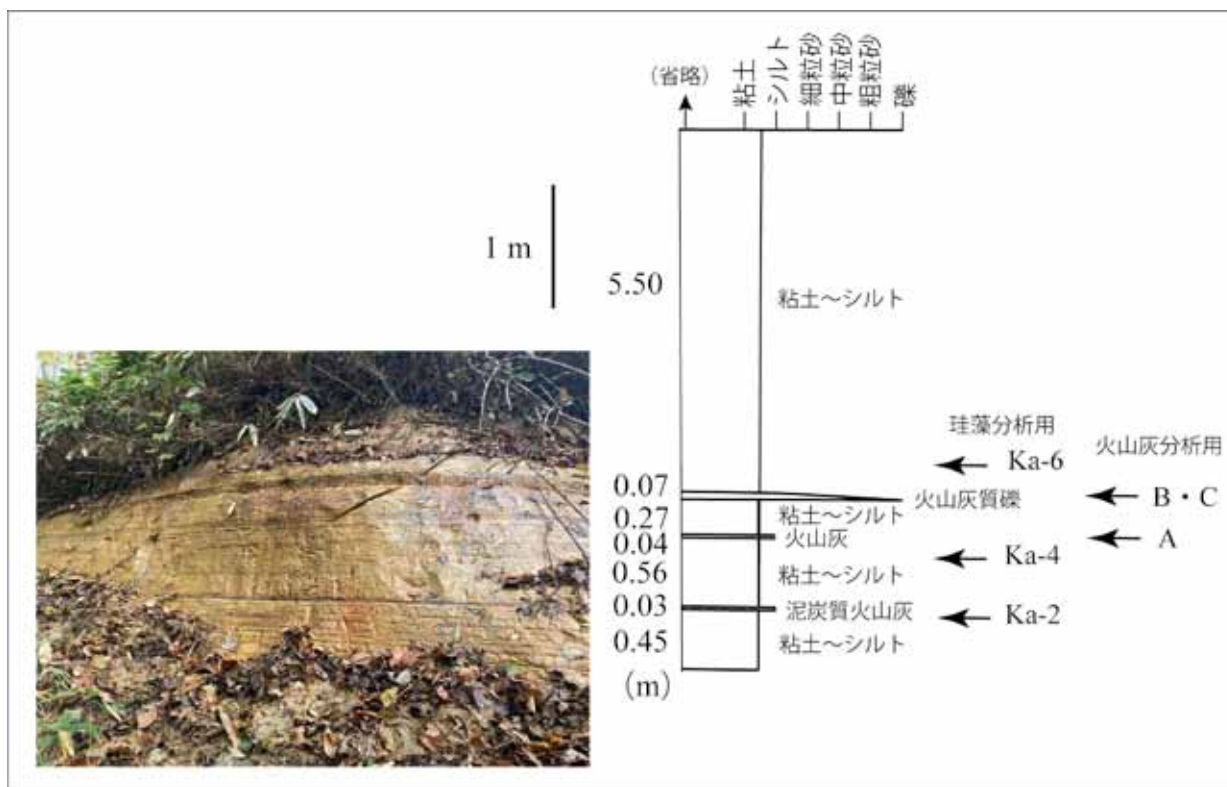 (省略)
粘土
シルト
細粒砂
中粒砂
粗粒砂
礫
1 m
5.50
粘土～シルト
珪藻分析用
火山灰分析用
Ka-6
0.07
火山灰質礫
B・C
0.27
粘土～シルト
0.04
火山灰
A
Ka-4
0.56
粘土～シルト
0.03
泥炭質火山灰
Ka-2
0.45
粘土～シルト
(m)